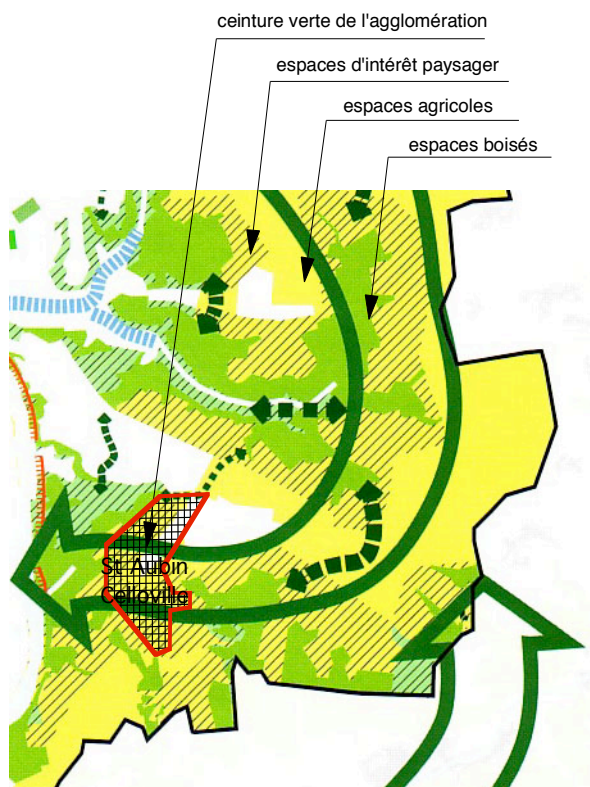 ceinture verte de l'agglomération
espaces d'intérêt paysager
espaces agricoles
espaces boisés
St Aubin
Celloville